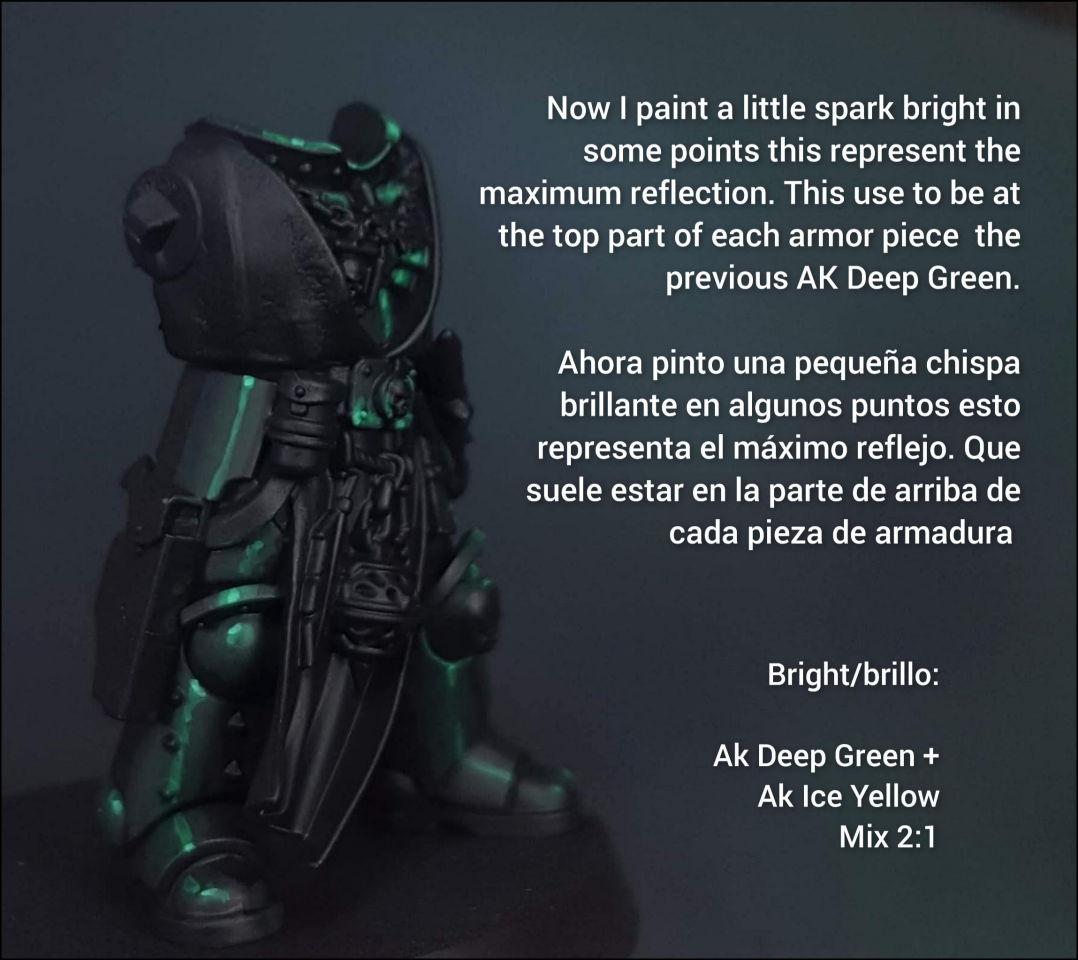 Now I paint a little spark bright in
some points this represent the
maximum reflection. This use to be at
the top part of each armor piece  the
previous AK Deep Green.
Ahora pinto una pequeña chispa
brillante en algunos puntos esto
representa el máximo reflejo. Que
suele estar en la parte de arriba de
cada pieza de armadura
Bright/brillo:
Ak Deep Green +
Ak Ice Yellow
Mix 2:1